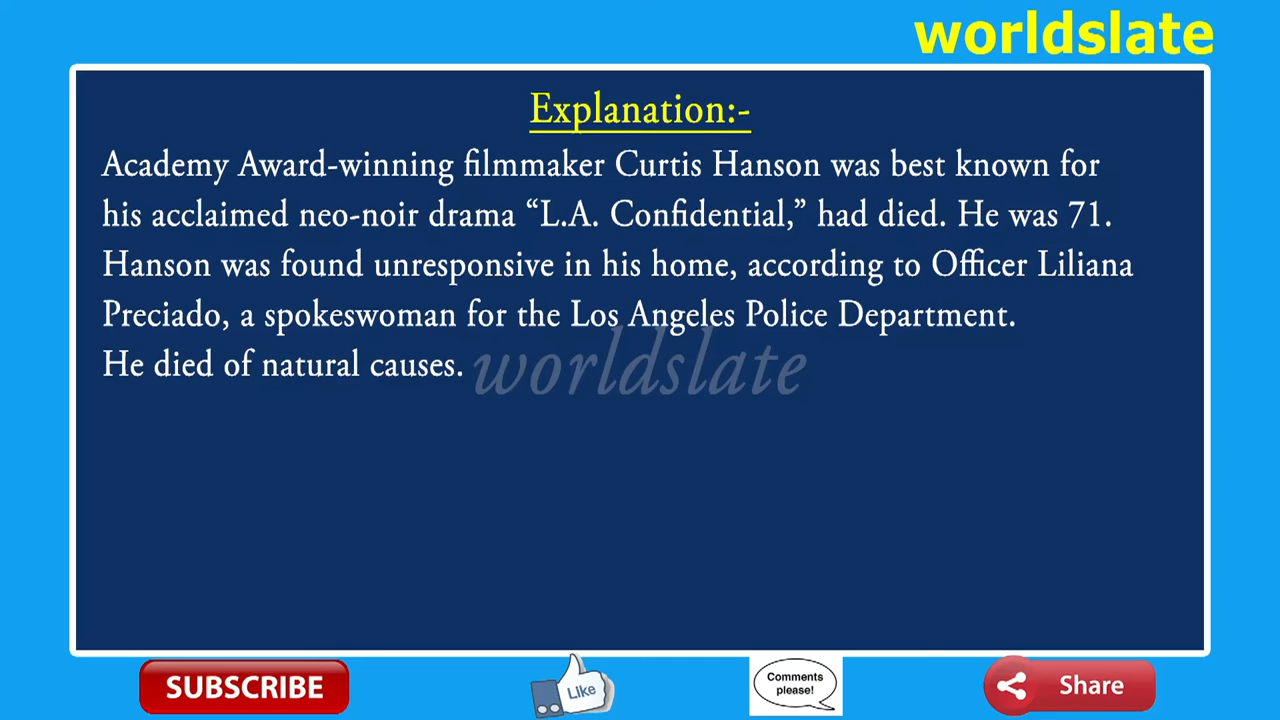 worldslate
Explanation:-
Academy Award-winning filmmaker Curtis Hanson was best known for
his acclaimed neo-noir drama “L.A. Confidential,” had died. He was 71.
Hanson was found unresponsive in his home, according to Officer Liliana
Preciado, a spokeswoman for the Los Angeles Police Department.
He died of natural causes.
worldslate
SUBSCRIBE
Like
Comments
please!
Share